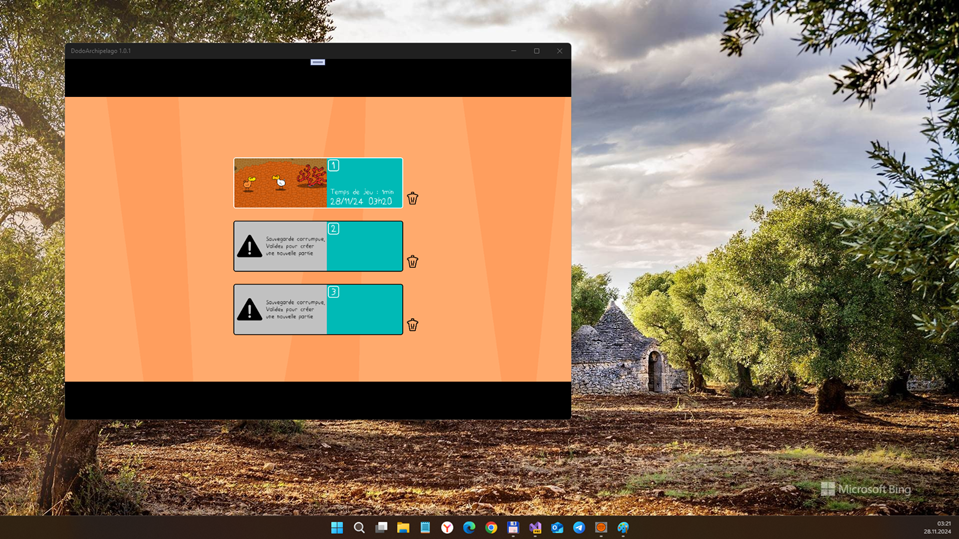 DodoArchipelago 1.0.1
1
Temps de Jeu : 1min
28/11/24 03h20
2
Sauvegarde corrompue,
Validez pour créer
une nouvelle partie
3
Sauvegarde corrompue,
Validez pour créer
une nouvelle partie
Microsoft Bing
03:21
28.11.2024